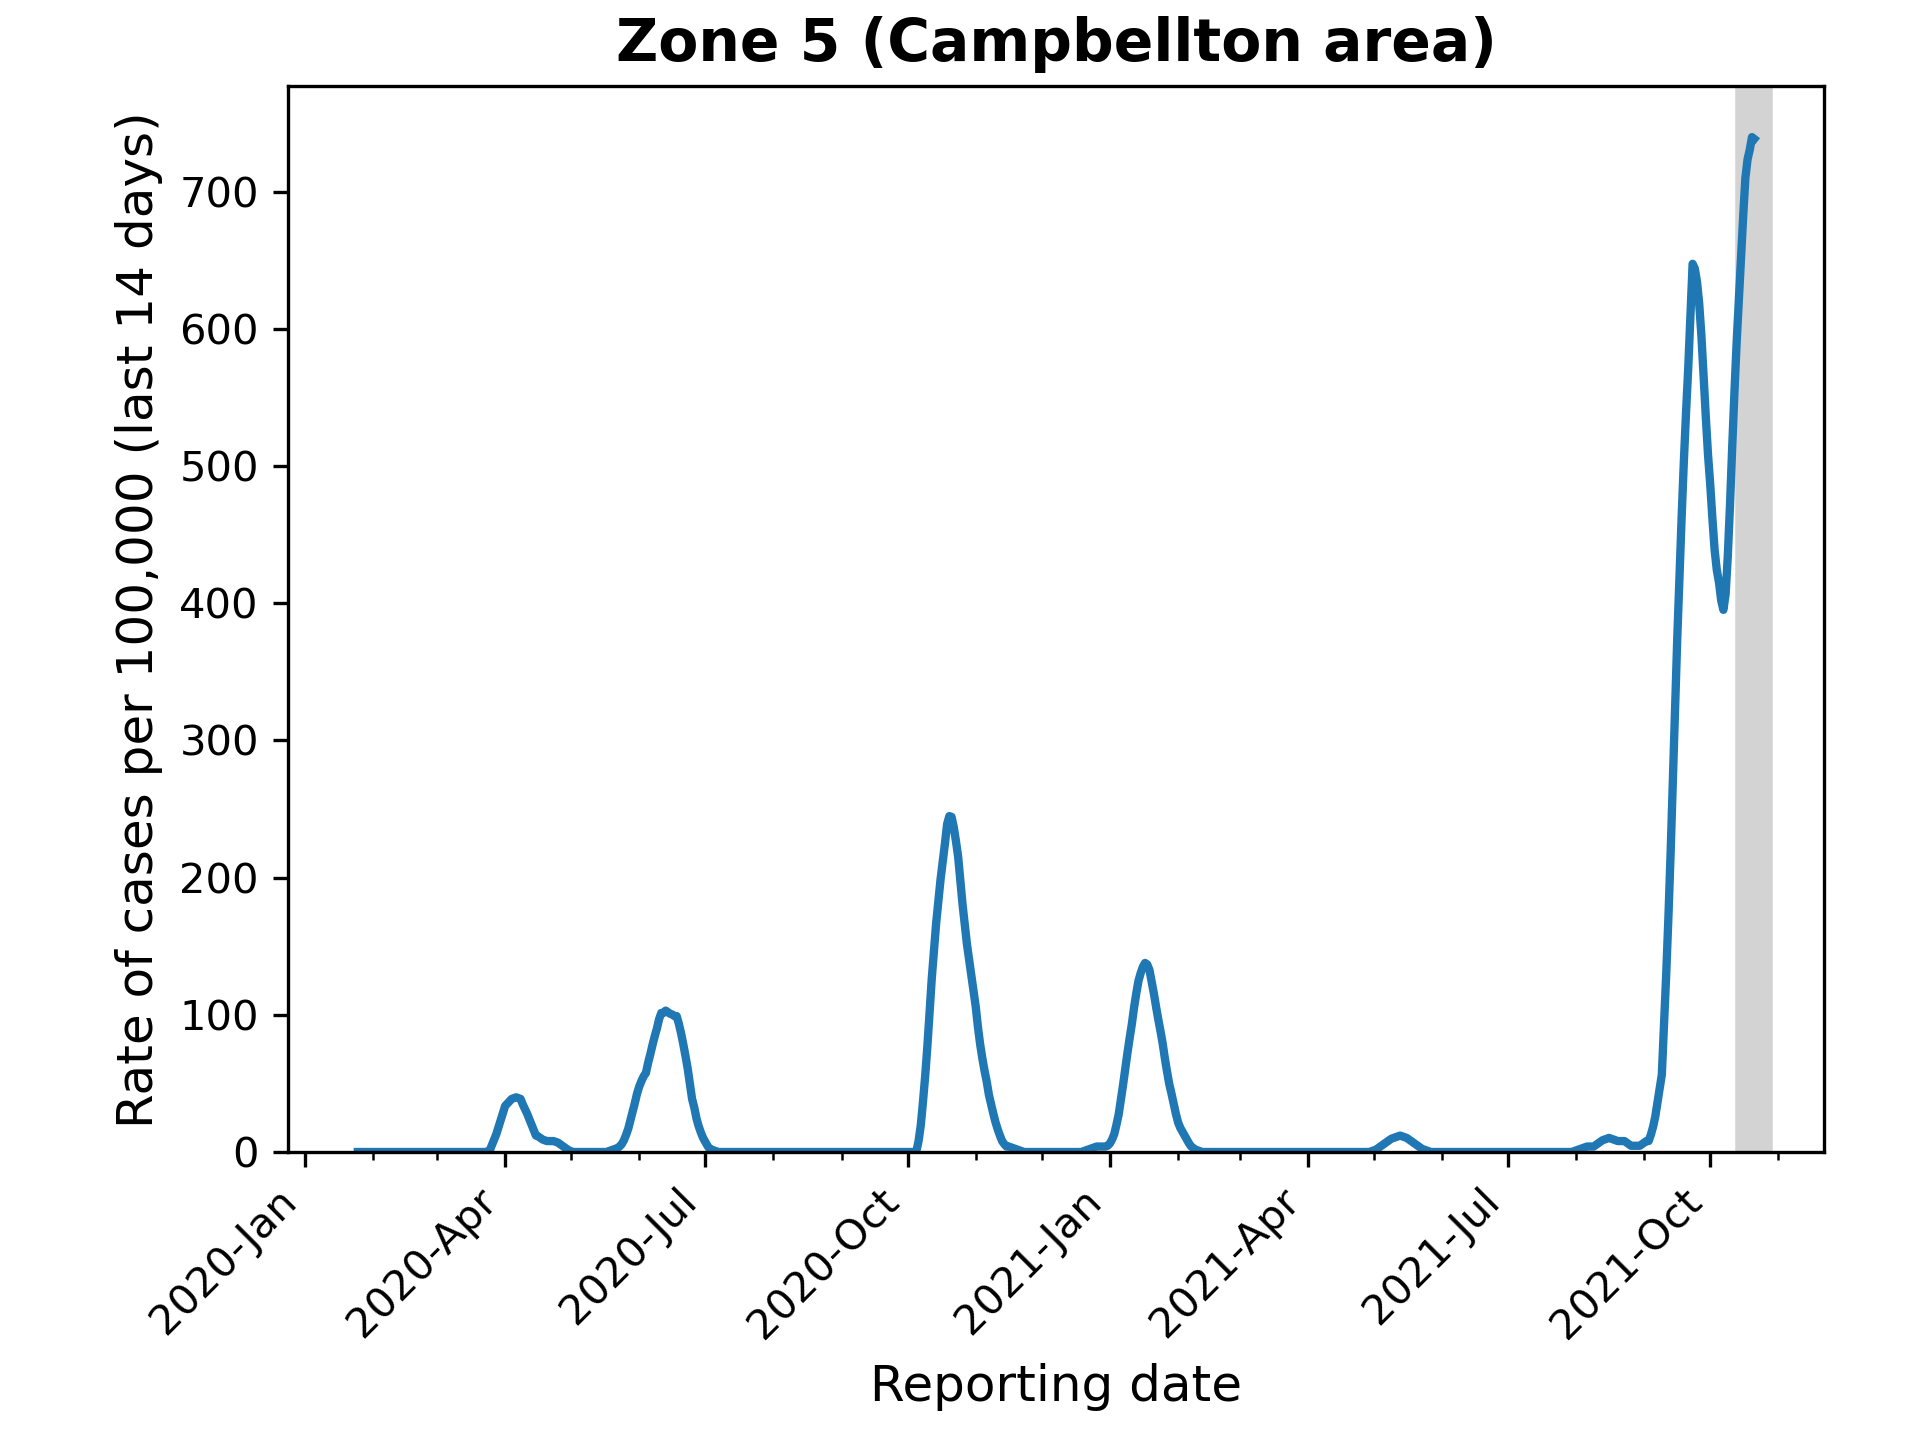 Zone 5 (Campbellton area)
Rate of cases per 100,000 (last 14 days)
700
600
500
400
300
200
100
0
2020-Jan
2020-Apr
2020-Jul
2020-Oct
2021-Jan
2021-Apr
2021-Jul
2021-Oct
Reporting date